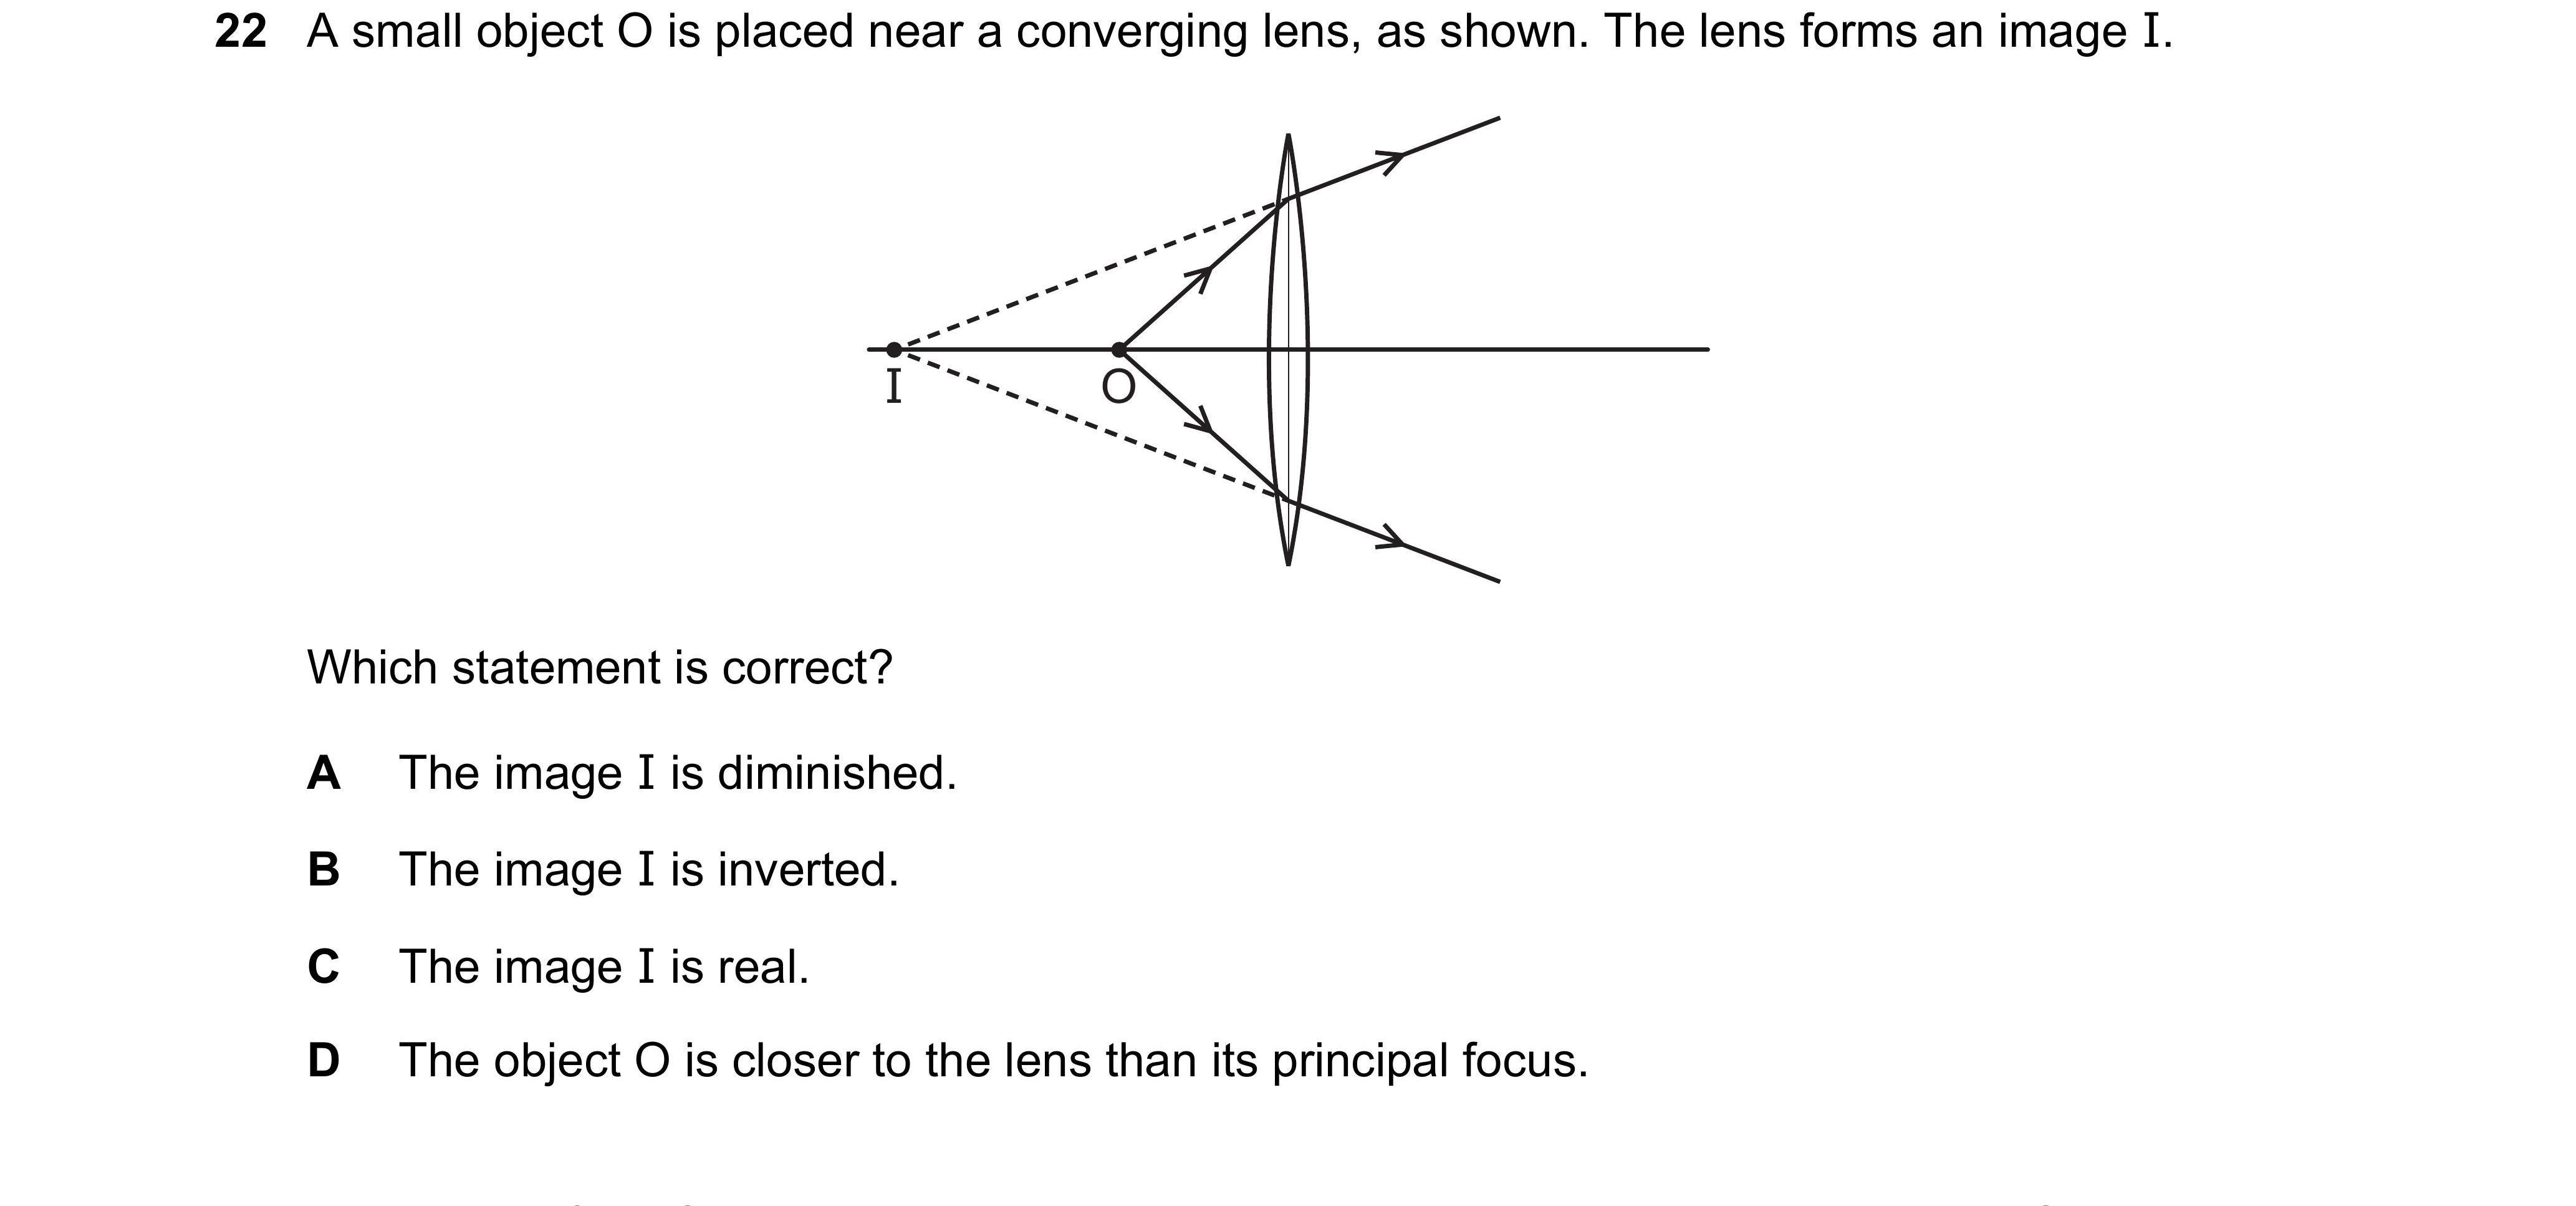 22 A small object O is placed near a converging lens, as shown. The lens forms an image I.
I
O
Which statement is correct?
A The image I is diminished.
B The image I is inverted.
C The image I is real.
D The object O is closer to the lens than its principal focus.